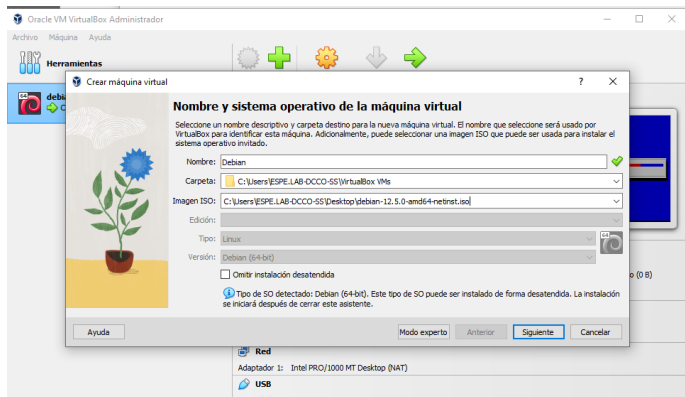 Oracle VM VirtualBox Administrador
Archivo Máquina Ayuda
Herramientas
64
Crear máquina virtual
? 
Nombre y sistema operativo de la máquina virtual
Seleccione un nombre descriptivo y carpeta destino para la nueva máquina virtual. El nombre que seleccione será usado por
VirtualBox para identificar esta máquina. Adicionalmente, puede seleccionar una imagen ISO que puede ser usada para instalar el
sistema operativo invitado.
Nombre: Debian
Carpeta: C:\Users\ESPE.LAB-DCCO-SS\VirtualBox VMs
Imagen ISO: C:\Users\ESPE.LAB-DCCO-SS\Desktop\debian-12.5.0-amd64-netinst.iso
Edición:
Tipo: Linux
64
Versión: Debian (64-bit)
Omitir instalación desatendida
o (0 B)
Tipo de SO detectado: Debian (64-bit). Este tipo de SO puede ser instalado de forma desatendida. La instalación
se iniciará después de cerrar este asistente.
Ayuda Modo experto Anterior Siguiente Cancelar
Red
Adaptador 1: Intel PRO/1000 MT Desktop (NAT)
USB